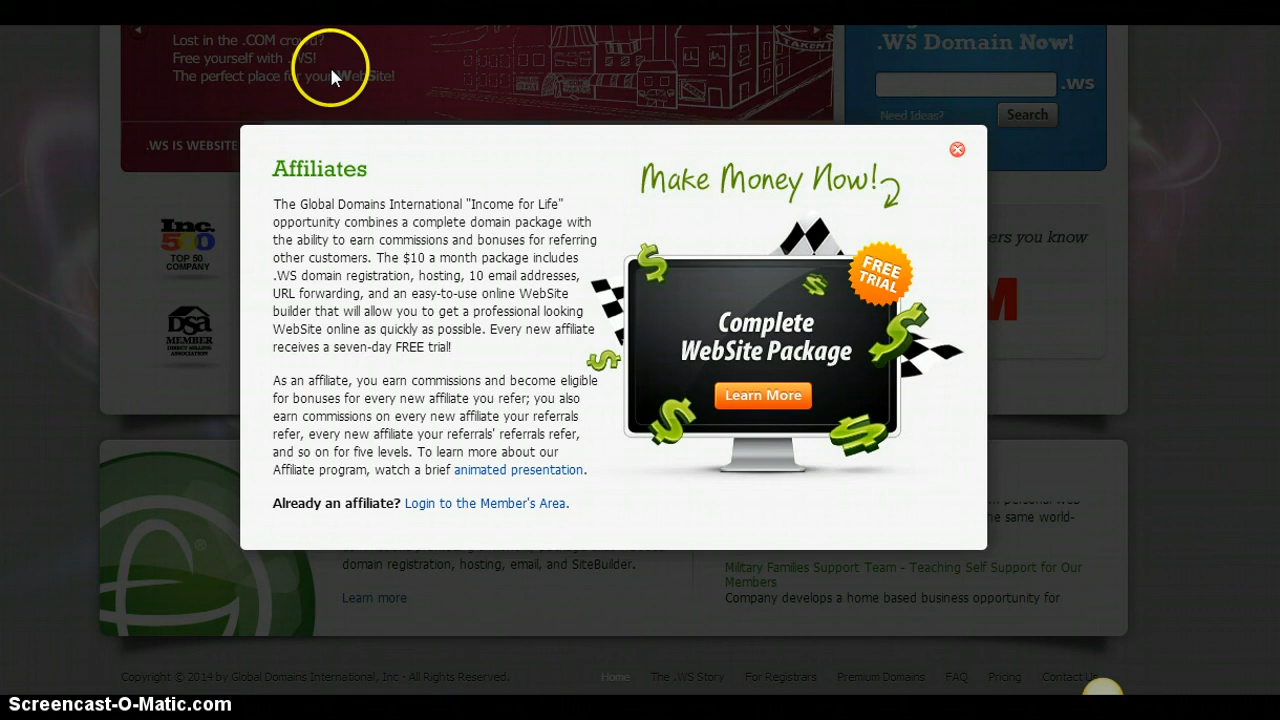 Lost in the .COM crowd?
Free yourself with .WS!
The perfect place for your WebSite!
.WS Domain Now!
.ws
Need Ideas?
Search
.WS IS WEBSITE
Inc.
500
TOP 50
COMPANY
DSA
MEMBER
DIRECT SELLING
ASSOCIATION
ers you know
M
Affiliates
The Global Domains International "Income for Life"
opportunity combines a complete domain package with
the ability to earn commissions and bonuses for referring
other customers. The $10 a month package includes
.WS domain registration, hosting, 10 email addresses,
URL forwarding, and an easy-to-use online WebSite
builder that will allow you to get a professional looking
WebSite online as quickly as possible. Every new affiliate
receives a seven-day FREE trial!
As an affiliate, you earn commissions and become eligible
for bonuses for every new affiliate you refer; you also
earn commissions on every new affiliate your referrals
refer, every new affiliate your referrals' referrals refer,
and so on for five levels. To learn more about our
Affiliate program, watch a brief animated presentation.
Already an affiliate? Login to the Member's Area.
Make Money Now!
FREE
TRIAL
Complete
WebSite Package
Learn More
he same world-
domain registration, hosting, email, and SiteBuilder.
Learn more
Military Families Support Team - Teaching Self Support for Our
Members
Company develops a home based business opportunity for
Copyright © 2014 by Global Domains International, Inc - All Rights Reserved.
Home
The .WS Story
For Registrars
Premium Domains
FAQ
Pricing
Contact Us
Screencast-O-Matic.com